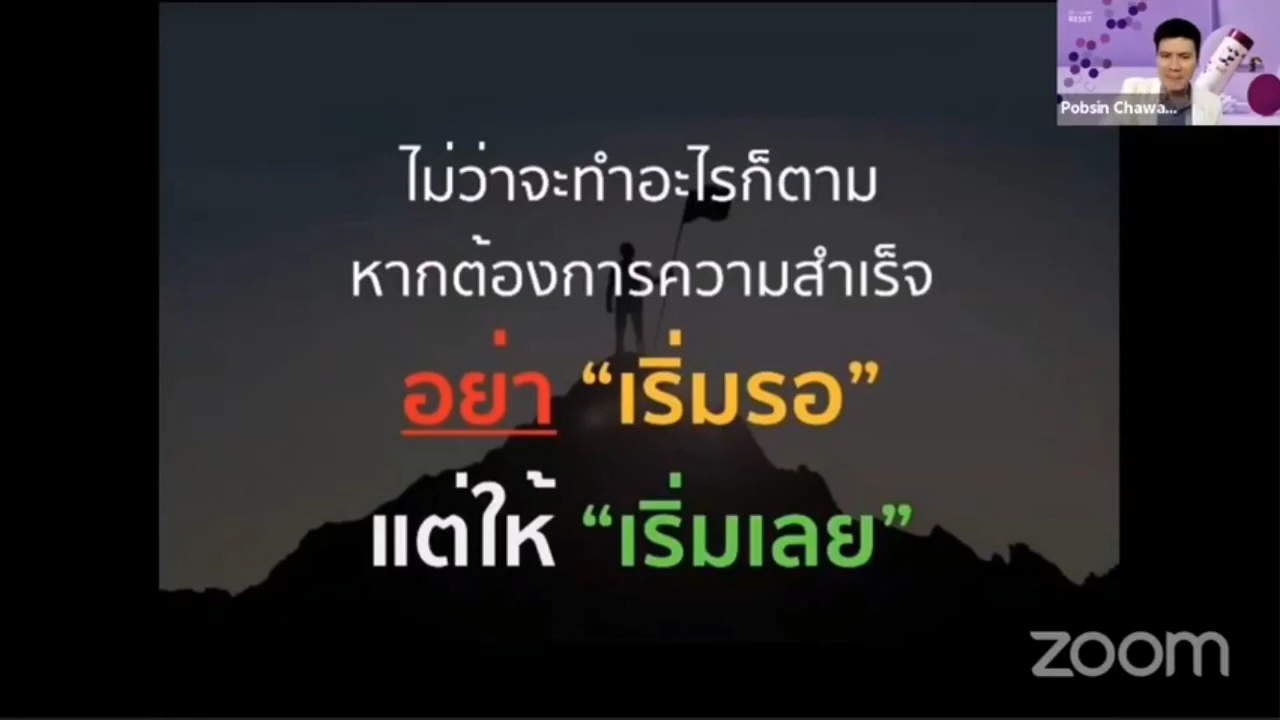 RESET
Pobsin Chawa...
ไม่ว่าจะทำอะไรก็ตาม
หากต้องการความสำเร็จ
อย่า “เริ่มรอ”
แต่ให้ “เริ่มเลย”
zoom